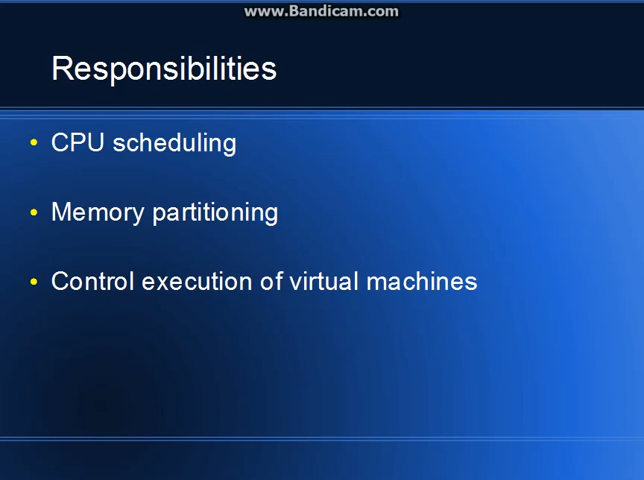 www.Bandicam.com
Responsibilities
• CPU scheduling
• Memory partitioning
• Control execution of virtual machines